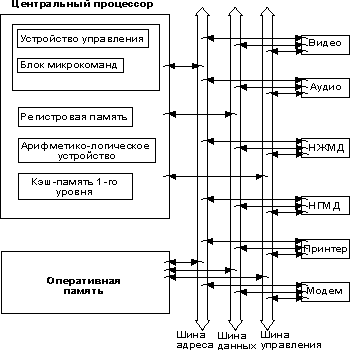 Центральный процессор
Устройство управления
Блок микрокоманд
Регистровая память
Арифметико-логическое
устройство
Кэш-память 1-го
уровня
Оперативная
память
Видео
Аудио
НЖМД
НГМД
Принтер
Модем
Шина
адреса
Шина
данных
Шина
управления